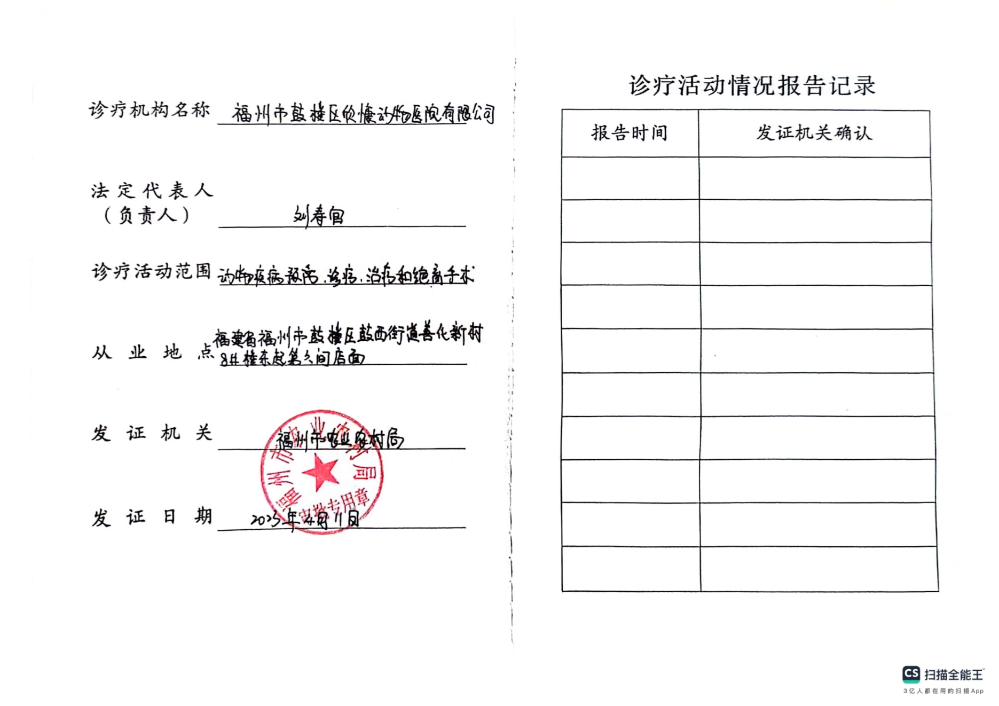 诊疗机构名称 福州市鼓楼区欣慷动物医院有限公司
法定代表人
（负责人） 刘春官
诊疗活动范围 动物疾病预防、诊疗、治疗和绝育手术
从业地点 福建省福州市鼓楼区鼓西街道善化新村
8#楼东起第 间店面
发证机关 福州市农业农村局
福州市农业农村局
审批专用章
发证日期 2023年4月11日
诊疗活动情况报告记录
报告时间 发证机关确认
CS 扫描全能王
3亿人都在用的扫描App